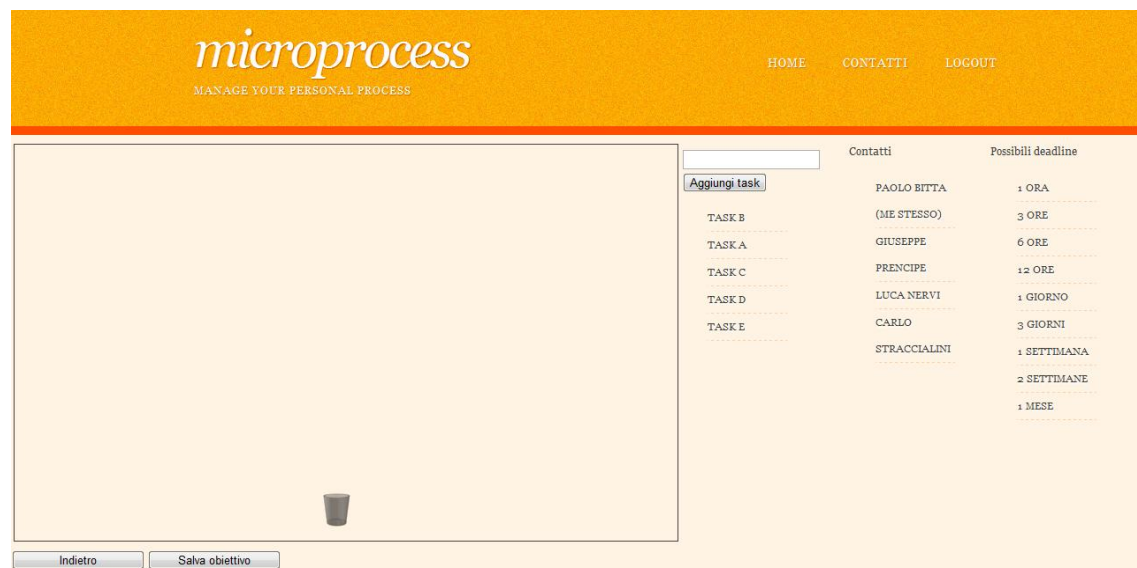 microprocess
MANAGE YOUR PERSONAL PROCESS
HOME CONTATTI LOGOUT
Aggiungi task
TASK B
TASK A
TASK C
TASK D
TASK E
Contatti
PAOLO BITTA
(ME STESSO)
GIUSEPPE
PRENCIPE
LUCA NERVI
CARLO
STRACCIALINI
Possibili deadline
1 ORA
3 ORE
6 ORE
12 ORE
1 GIORNO
3 GIORNI
1 SETTIMANA
2 SETTIMANE
1 MESE
Indietro Salva obiettivo